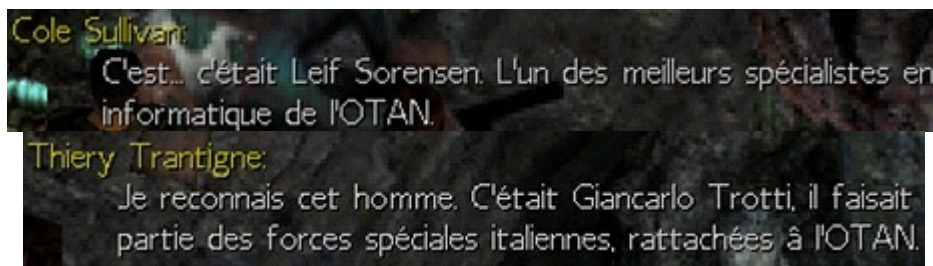 Cole Sullivan:
C'est... c'était Leif Sorensen. L'un des meilleurs spécialistes en
informatique de l'OTAN.
Thiery Trantigne:
Je reconnais cet homme. C'était Giancarlo Trotti, il faisait
partie des forces spéciales italiennes, rattachées â l'OTAN.